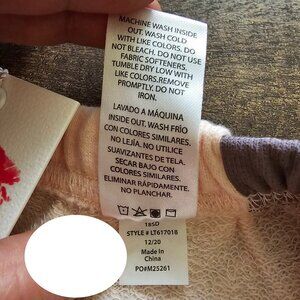 MACHINE WASH INSIDE
OUT. WASH COLD
WITH LIKE COLORS. DO
NOT BLEACH. DO NOT USE
FABRIC SOFTENERS.
TUMBLE DRY LOW WITH
LIKE COLORS.REMOVE
PROMPTLY. DO NOT
IRON.
LAVADO A MÁQUINA
INSIDE OUT. WASH FRÍO
CON COLORES SIMILARES.
NO LEJÍA. NO UTILICE
SUAVIZANTES DE TELA.
SECAR BAJO CON
COLORES SIMILARES.
ELIMINAR RÁPIDAMENTE.
NO PLANCHAR.
18SD
STYLE # LT617018
12/20
Made in
China
PO#M25261